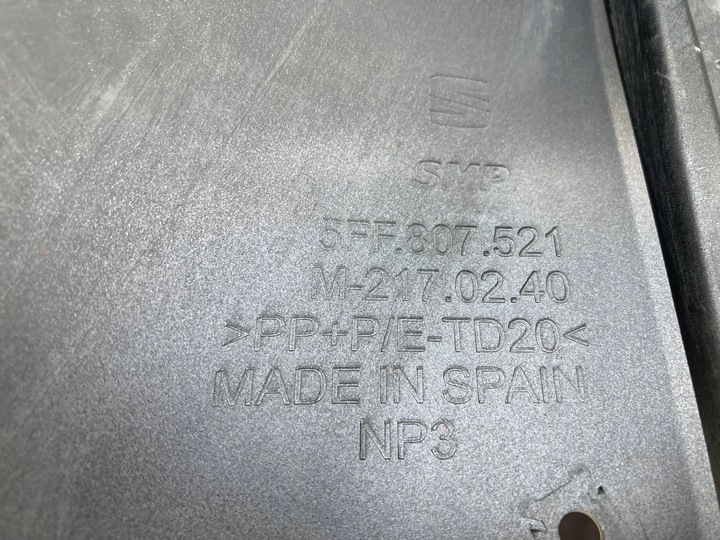 SMP
5FF.807.521
M-217.02.40
>PP+P/E-TD20<
MADE IN SPAIN
NP3